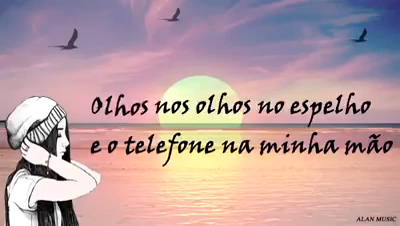 Olhos nos olhos no espelho
e o telefone na minha mão
ALAN MUSIC